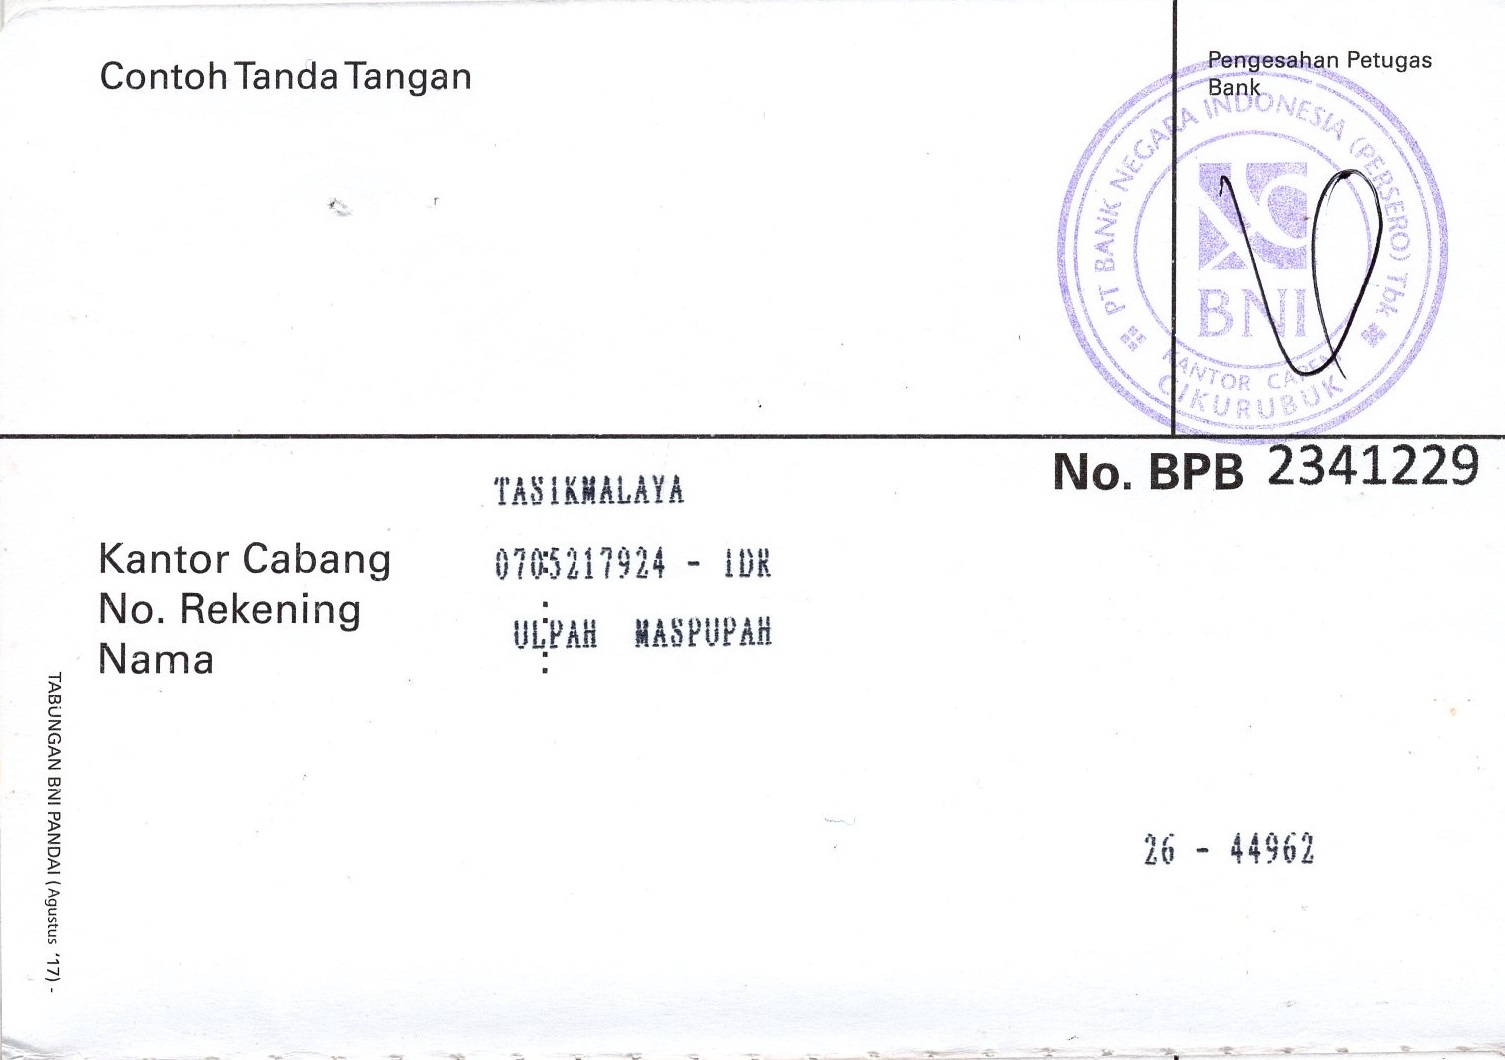 Contoh Tanda Tangan
Pengesahan Petugas
Bank
PT BANK NEGARA INDONESIA (PERSERO) Tbk
BNI
KANTOR CAPEM
CIKURUBUK
No. BPB 2341229
TASIKMALAYA
Kantor Cabang
0705217924 - IDR
No. Rekening :
ULPAH MASPUPAH
Nama :
26 - 44962
TABUNGAN BNI PANDAI (Agustus '17) -